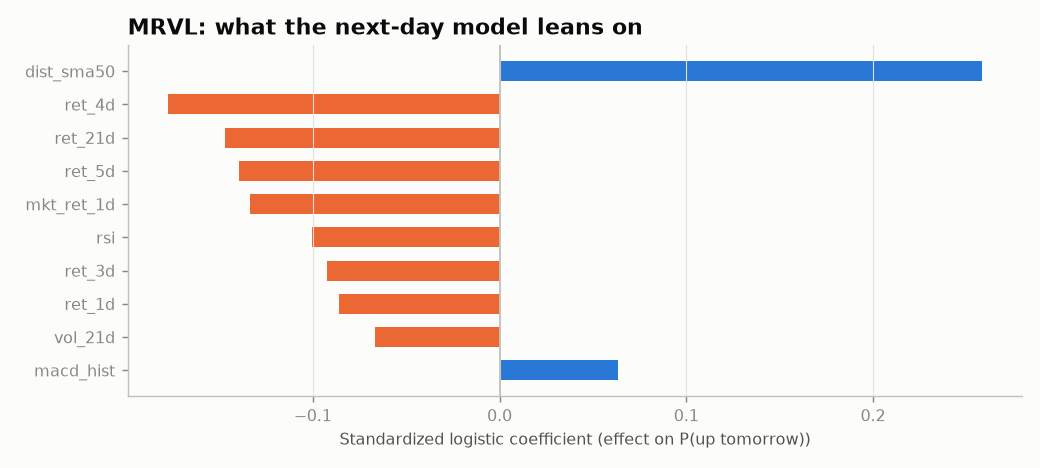 MRVL: what the next-day model leans on
dist_sma50
ret_4d
ret_21d
ret_5d
mkt_ret_1d
rsi
ret_3d
ret_1d
vol_21d
macd_hist
−0.1 0.0 0.1 0.2
Standardized logistic coefficient (effect on P(up tomorrow))